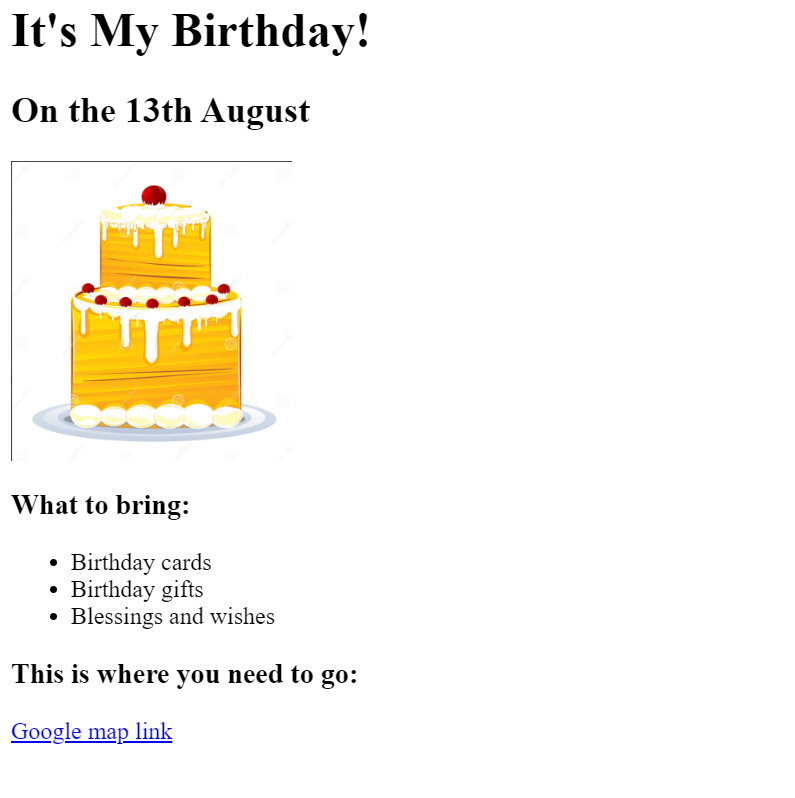 It's My Birthday!
On the 13th August
What to bring:
Birthday cards
Birthday gifts
Blessings and wishes
This is where you need to go:
Google map link